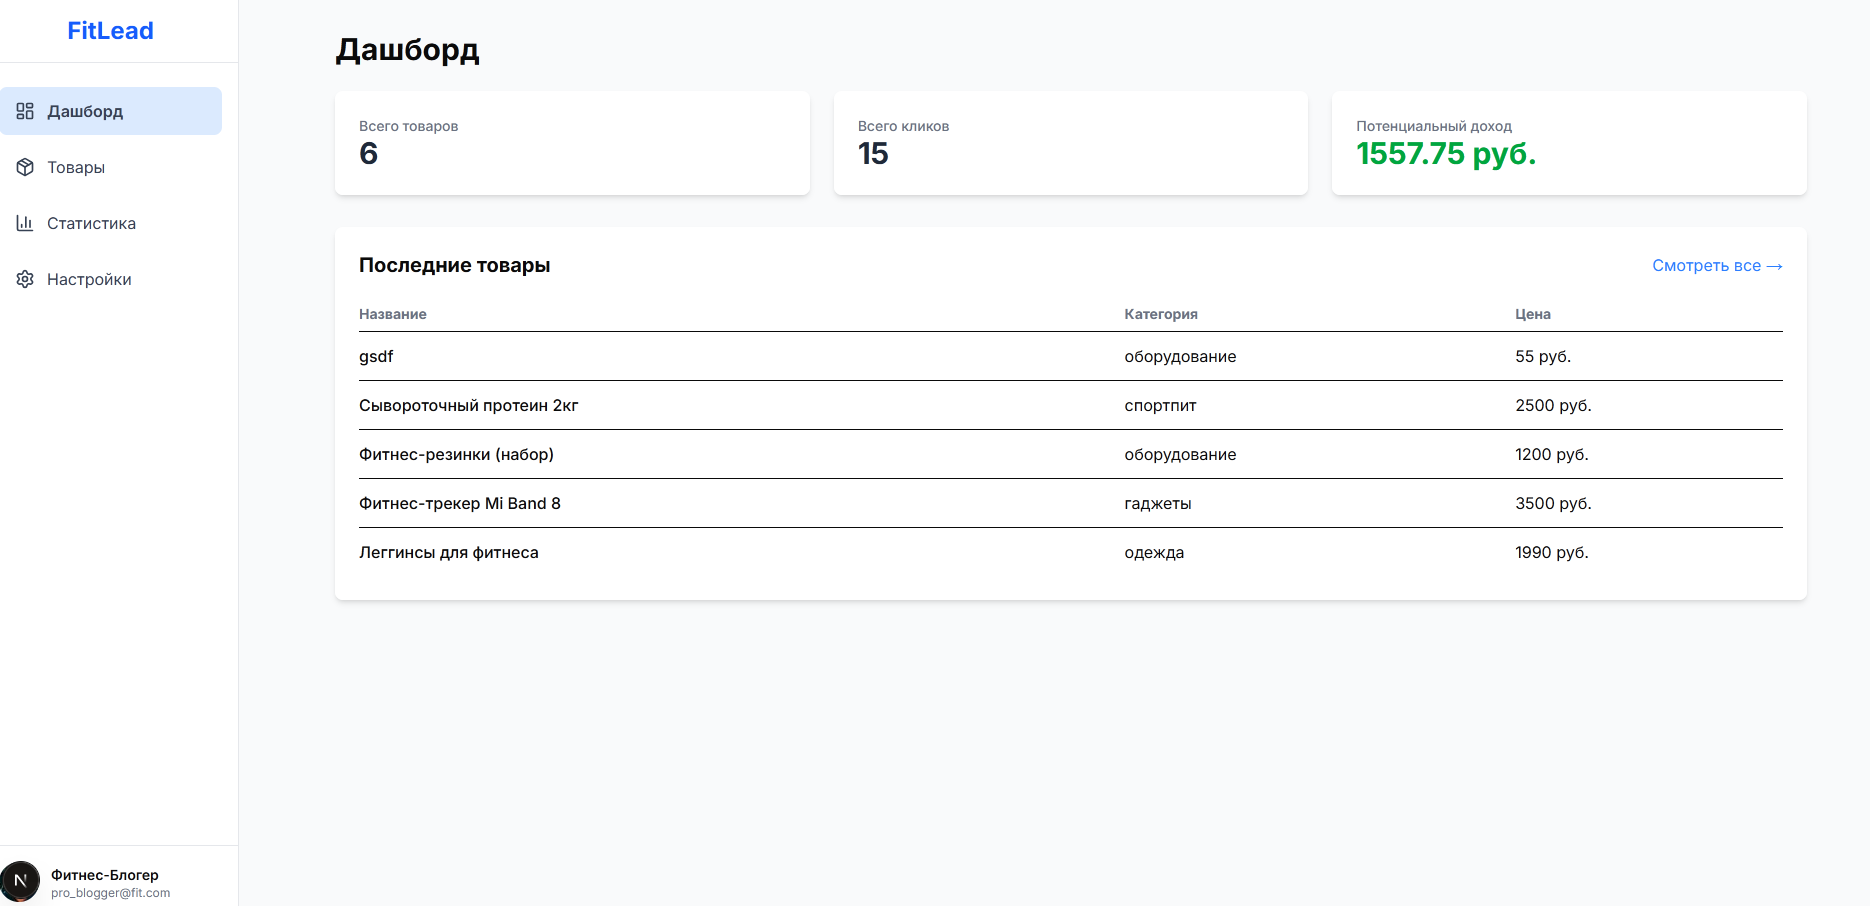 FitLead
Дашборд
Товары
Статистика
Настройки
Фитнес-Блогер
pro_blogger@fit.com
N
Дашборд
Всего товаров
6
Всего кликов
15
Потенциальный доход
1557.75 руб.
Последние товары
Смотреть все →
Название Категория Цена
gsdf оборудование 55 руб.
Сывороточный протеин 2кг спортпит 2500 руб.
Фитнес-резинки (набор) оборудование 1200 руб.
Фитнес-трекер Mi Band 8 гаджеты 3500 руб.
Леггинсы для фитнеса одежда 1990 руб.